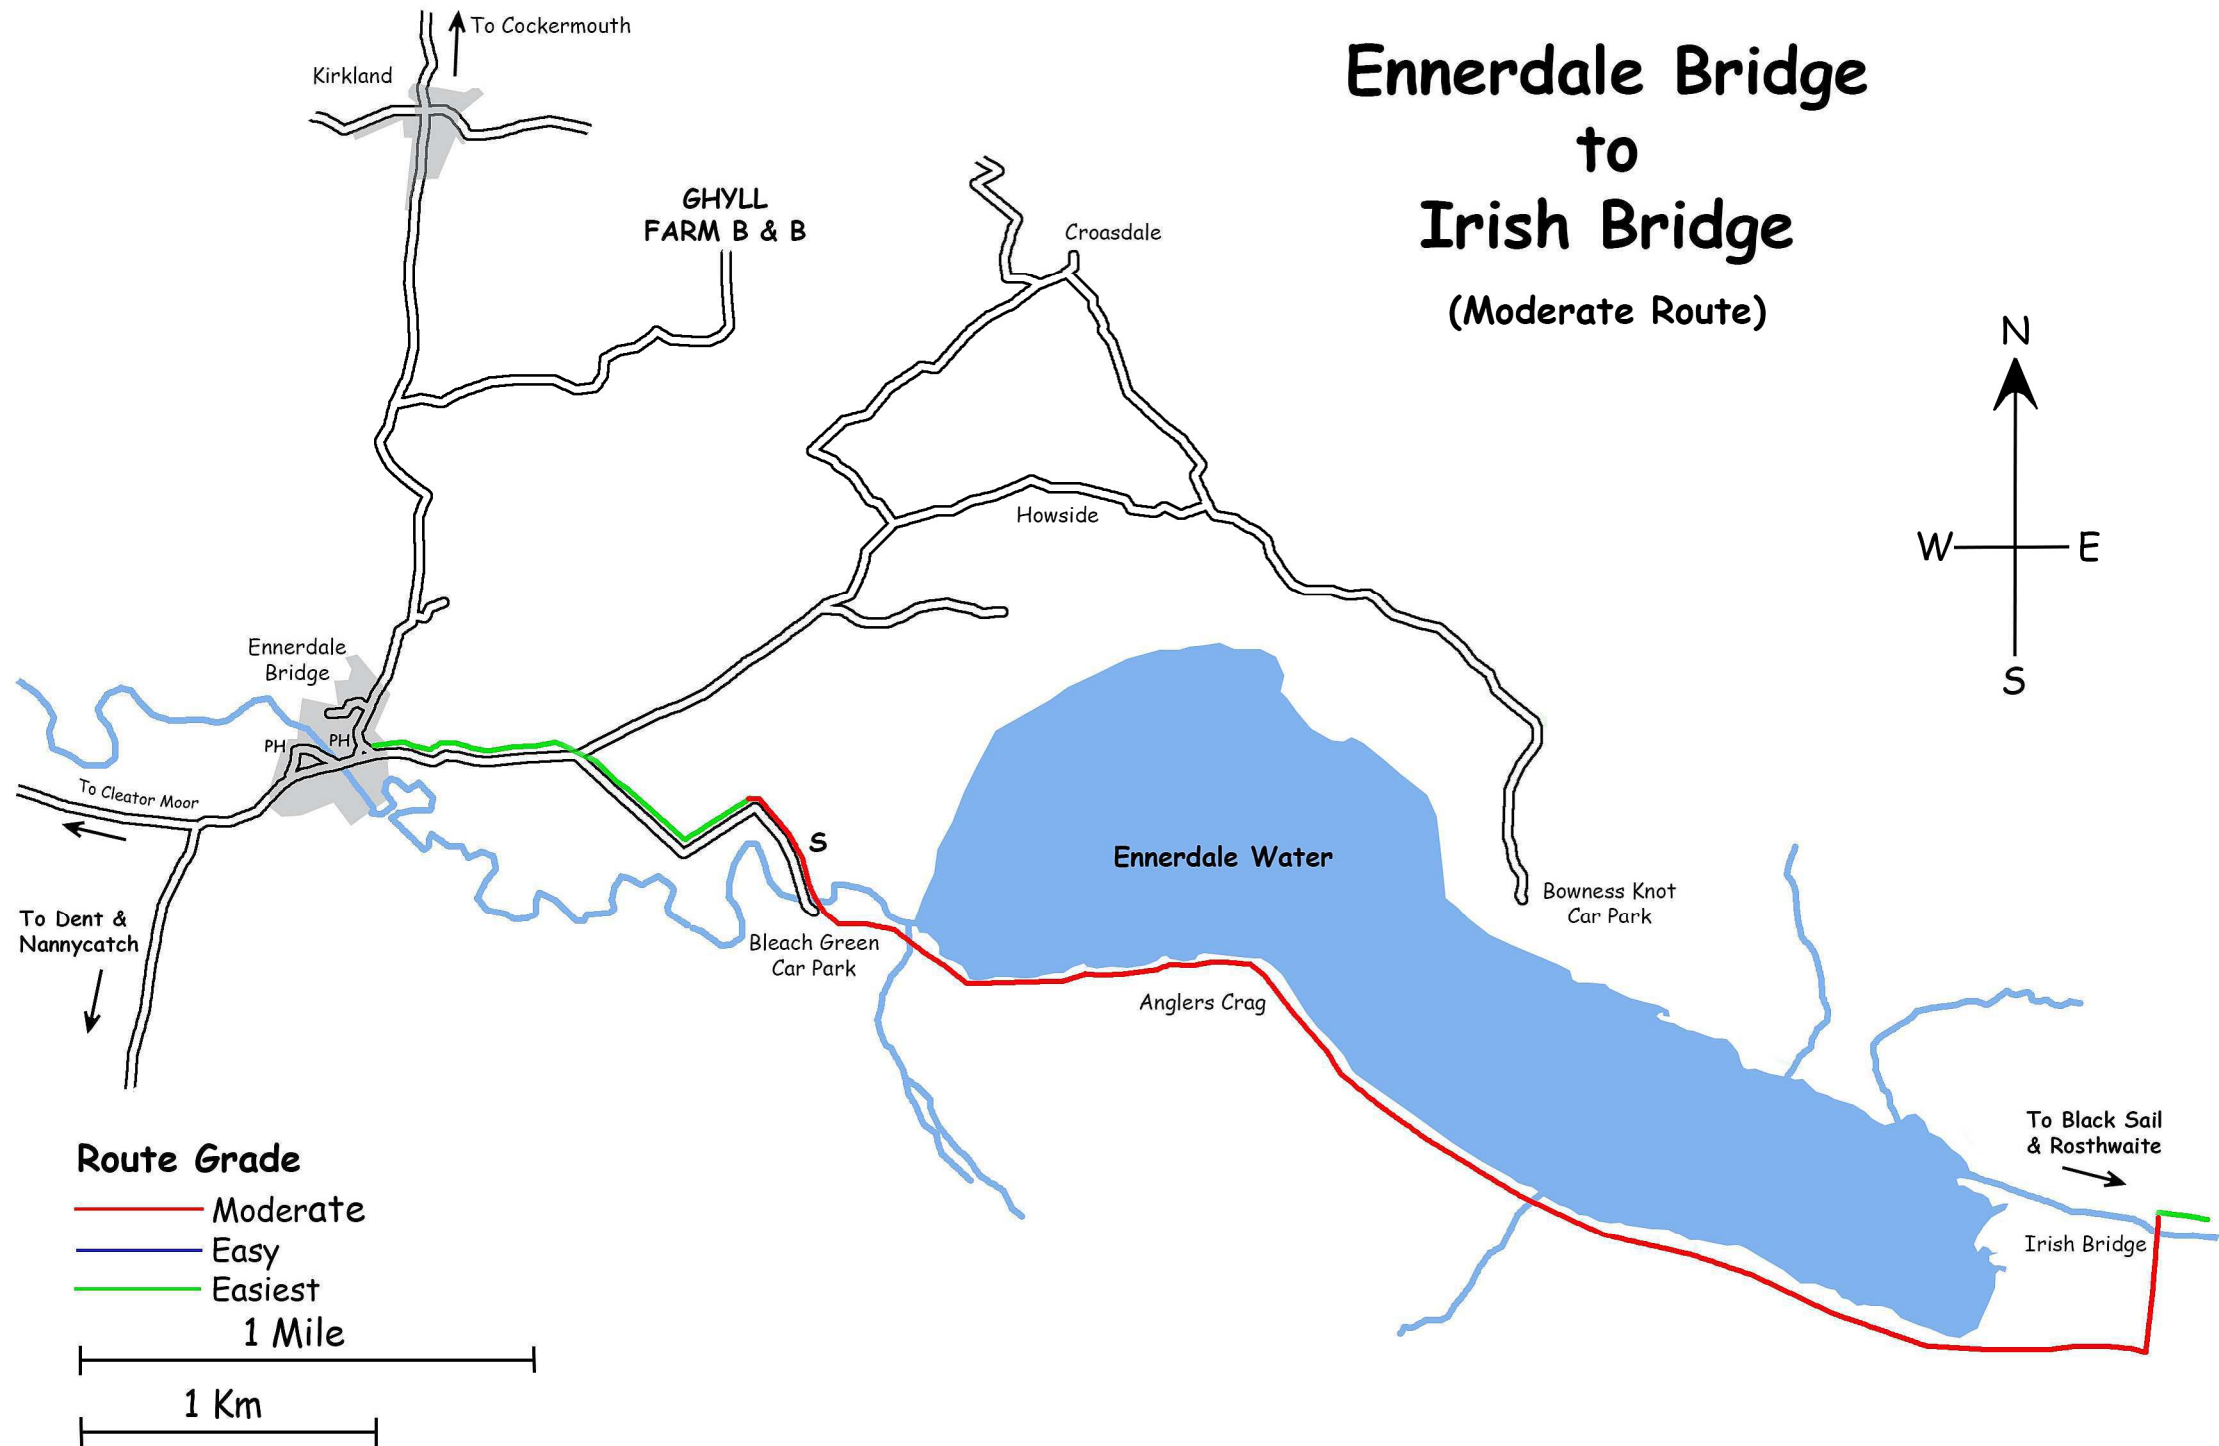 To Cockermouth
Kirkland
Ennerdale Bridge
to
Irish Bridge
(Moderate Route)
GHYLL
FARM B & B
Croasdale
N
W
E
S
Howside
Ennerdale
Bridge
PH
PH
To Cleator Moor
S
Ennerdale Water
Bowness Knot
Car Park
To Dent &
Nannycatch
Bleach Green
Car Park
Anglers Crag
To Black Sail
& Rosthwaite
Irish Bridge
Route Grade
Moderate
Easy
Easiest
1 Mile
1 Km